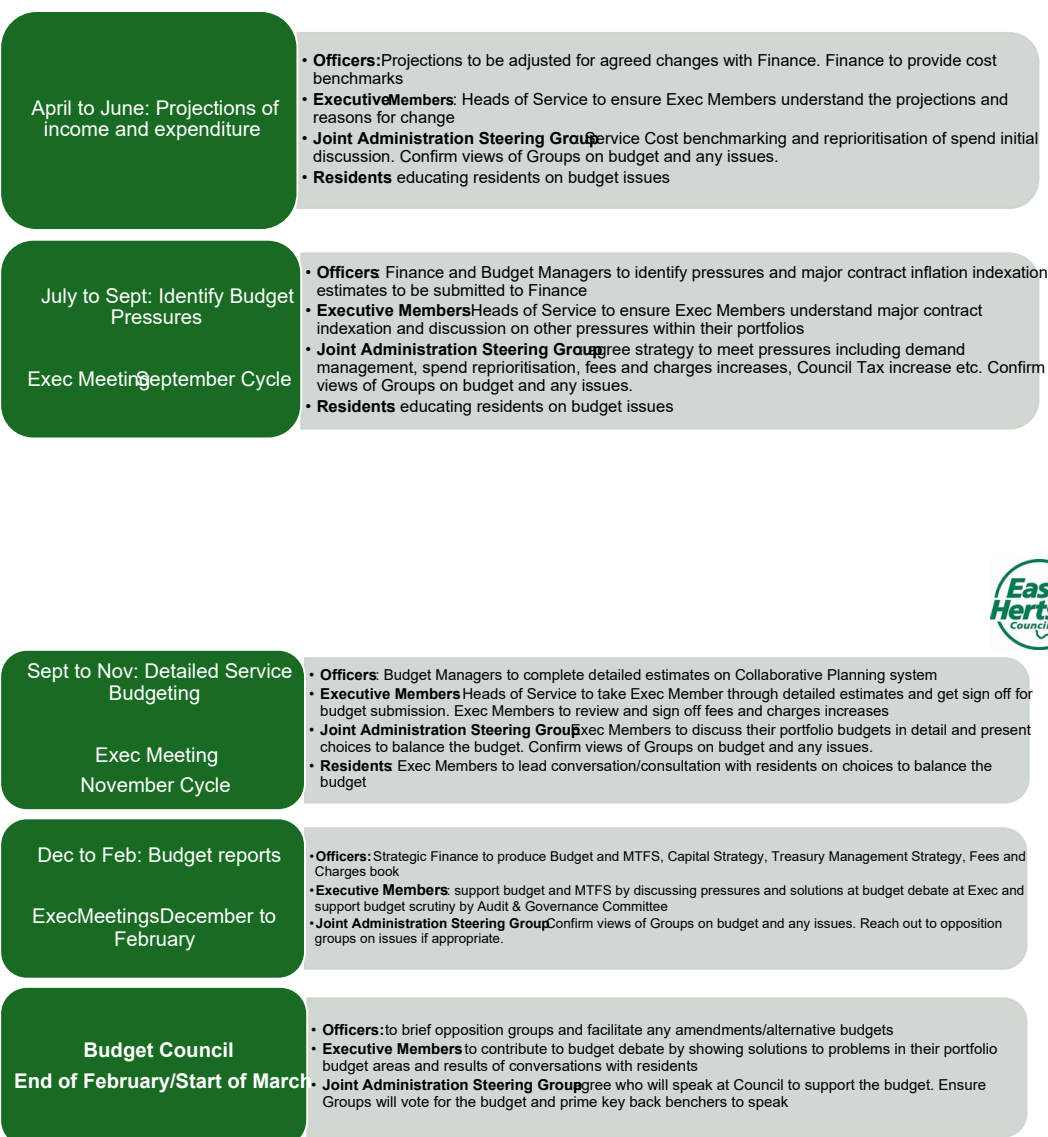 April to June: Projections of
income and expenditure
• Officers:Projections to be adjusted for agreed changes with Finance. Finance to provide cost
benchmarks
• ExecutiveMembers: Heads of Service to ensure Exec Members understand the projections and
reasons for change
• Joint Administration Steering Group: Service Cost benchmarking and reprioritisation of spend initial
discussion. Confirm views of Groups on budget and any issues.
• Residents: educating residents on budget issues
July to Sept: Identify Budget
Pressures
Exec Meeting September Cycle
• Officers: Finance and Budget Managers to identify pressures and major contract inflation indexation
estimates to be submitted to Finance
• Executive Members Heads of Service to ensure Exec Members understand major contract
indexation and discussion on other pressures within their portfolios
• Joint Administration Steering Group: agree strategy to meet pressures including demand
management, spend reprioritisation, fees and charges increases, Council Tax increase etc. Confirm
views of Groups on budget and any issues.
• Residents: educating residents on budget issues
Eas
Herts
Council
Sept to Nov: Detailed Service
Budgeting
Exec Meeting
November Cycle
• Officers: Budget Managers to complete detailed estimates on Collaborative Planning system
• Executive Members Heads of Service to take Exec Member through detailed estimates and get sign off for
budget submission. Exec Members to review and sign off fees and charges increases
• Joint Administration Steering Group Exec Members to discuss their portfolio budgets in detail and present
choices to balance the budget. Confirm views of Groups on budget and any issues.
• Residents: Exec Members to lead conversation/consultation with residents on choices to balance the
budget
Dec to Feb: Budget reports
ExecMeetingsDecember to
February
• Officers: Strategic Finance to produce Budget and MTFS, Capital Strategy, Treasury Management Strategy, Fees and
Charges book
• Executive Members: support budget and MTFS by discussing pressures and solutions at budget debate at Exec and
support budget scrutiny by Audit & Governance Committee
• Joint Administration Steering Group Confirm views of Groups on budget and any issues. Reach out to opposition
groups on issues if appropriate.
Budget Council
End of February/Start of March
• Officers: to brief opposition groups and facilitate any amendments/alternative budgets
• Executive Members to contribute to budget debate by showing solutions to problems in their portfolio
budget areas and results of conversations with residents
• Joint Administration Steering Group agree who will speak at Council to support the budget. Ensure
Groups will vote for the budget and prime key back benchers to speak